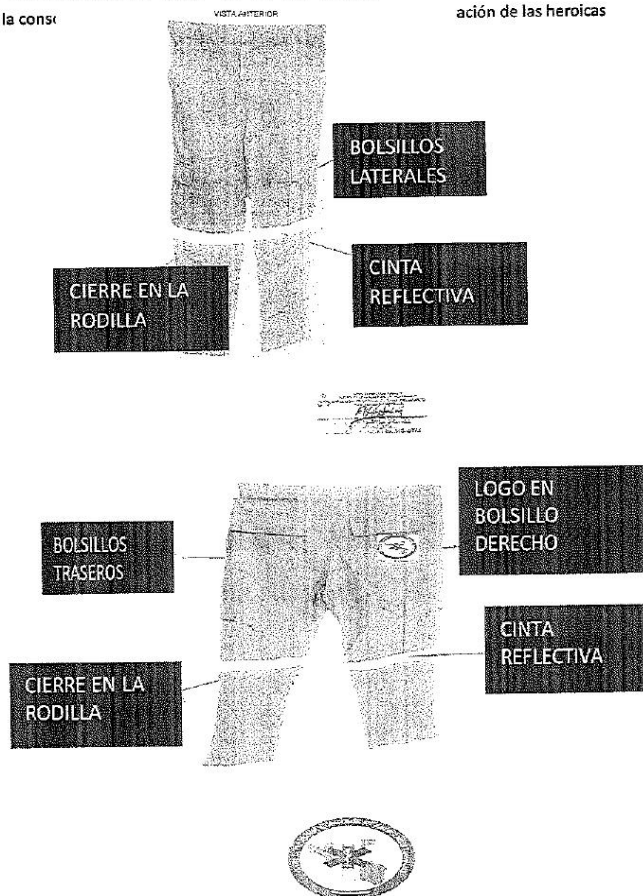 la conso
VISTA ANTERIOR
ación de las heroicas
BOLSILLOS
LATERALES
CIERRE EN LA
RODILLA
CINTA
REFLECTIVA
BOLSILLOS
TRASEROS
LOGO EN
BOLSILLO
DERECHO
CIERRE EN LA
RODILLA
CINTA
REFLECTIVA